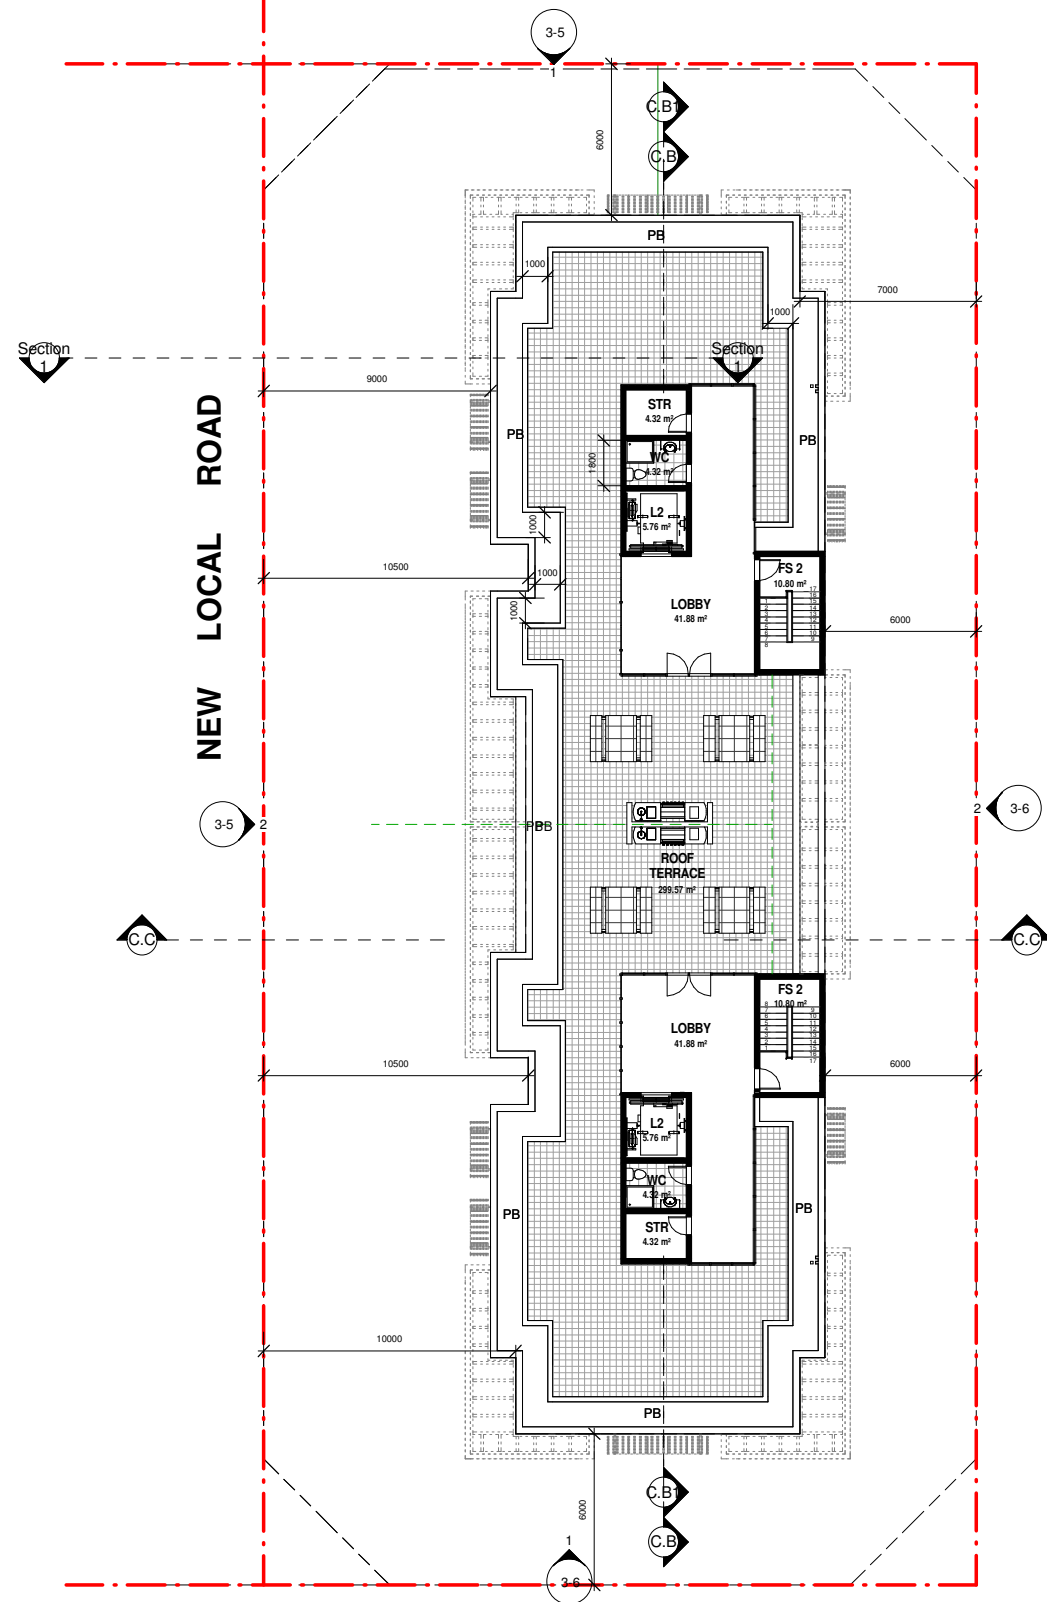 3-5
1
C.B1
C.B
6000
PB
1000
7000
1000
Section
1
Section
1
9000
NEW LOCAL ROAD
STR
4.32 m²
PB
PB
WC
4.32 m²
1800
L2
5.76 m²
1000
10500
1000
FS 2
10.80 m²
1000
LOBBY
41.88 m²
6000
3-5
2
2
3-6
ROOF
TERRACE
299.57 m²
C.C
C.C
FS 2
10.80 m²
LOBBY
41.88 m²
10500
6000
L2
5.76 m²
WC
4.32 m²
PB
PB
STR
4.32 m²
10000
PB
6000
C.B1
C.B
1
3-6